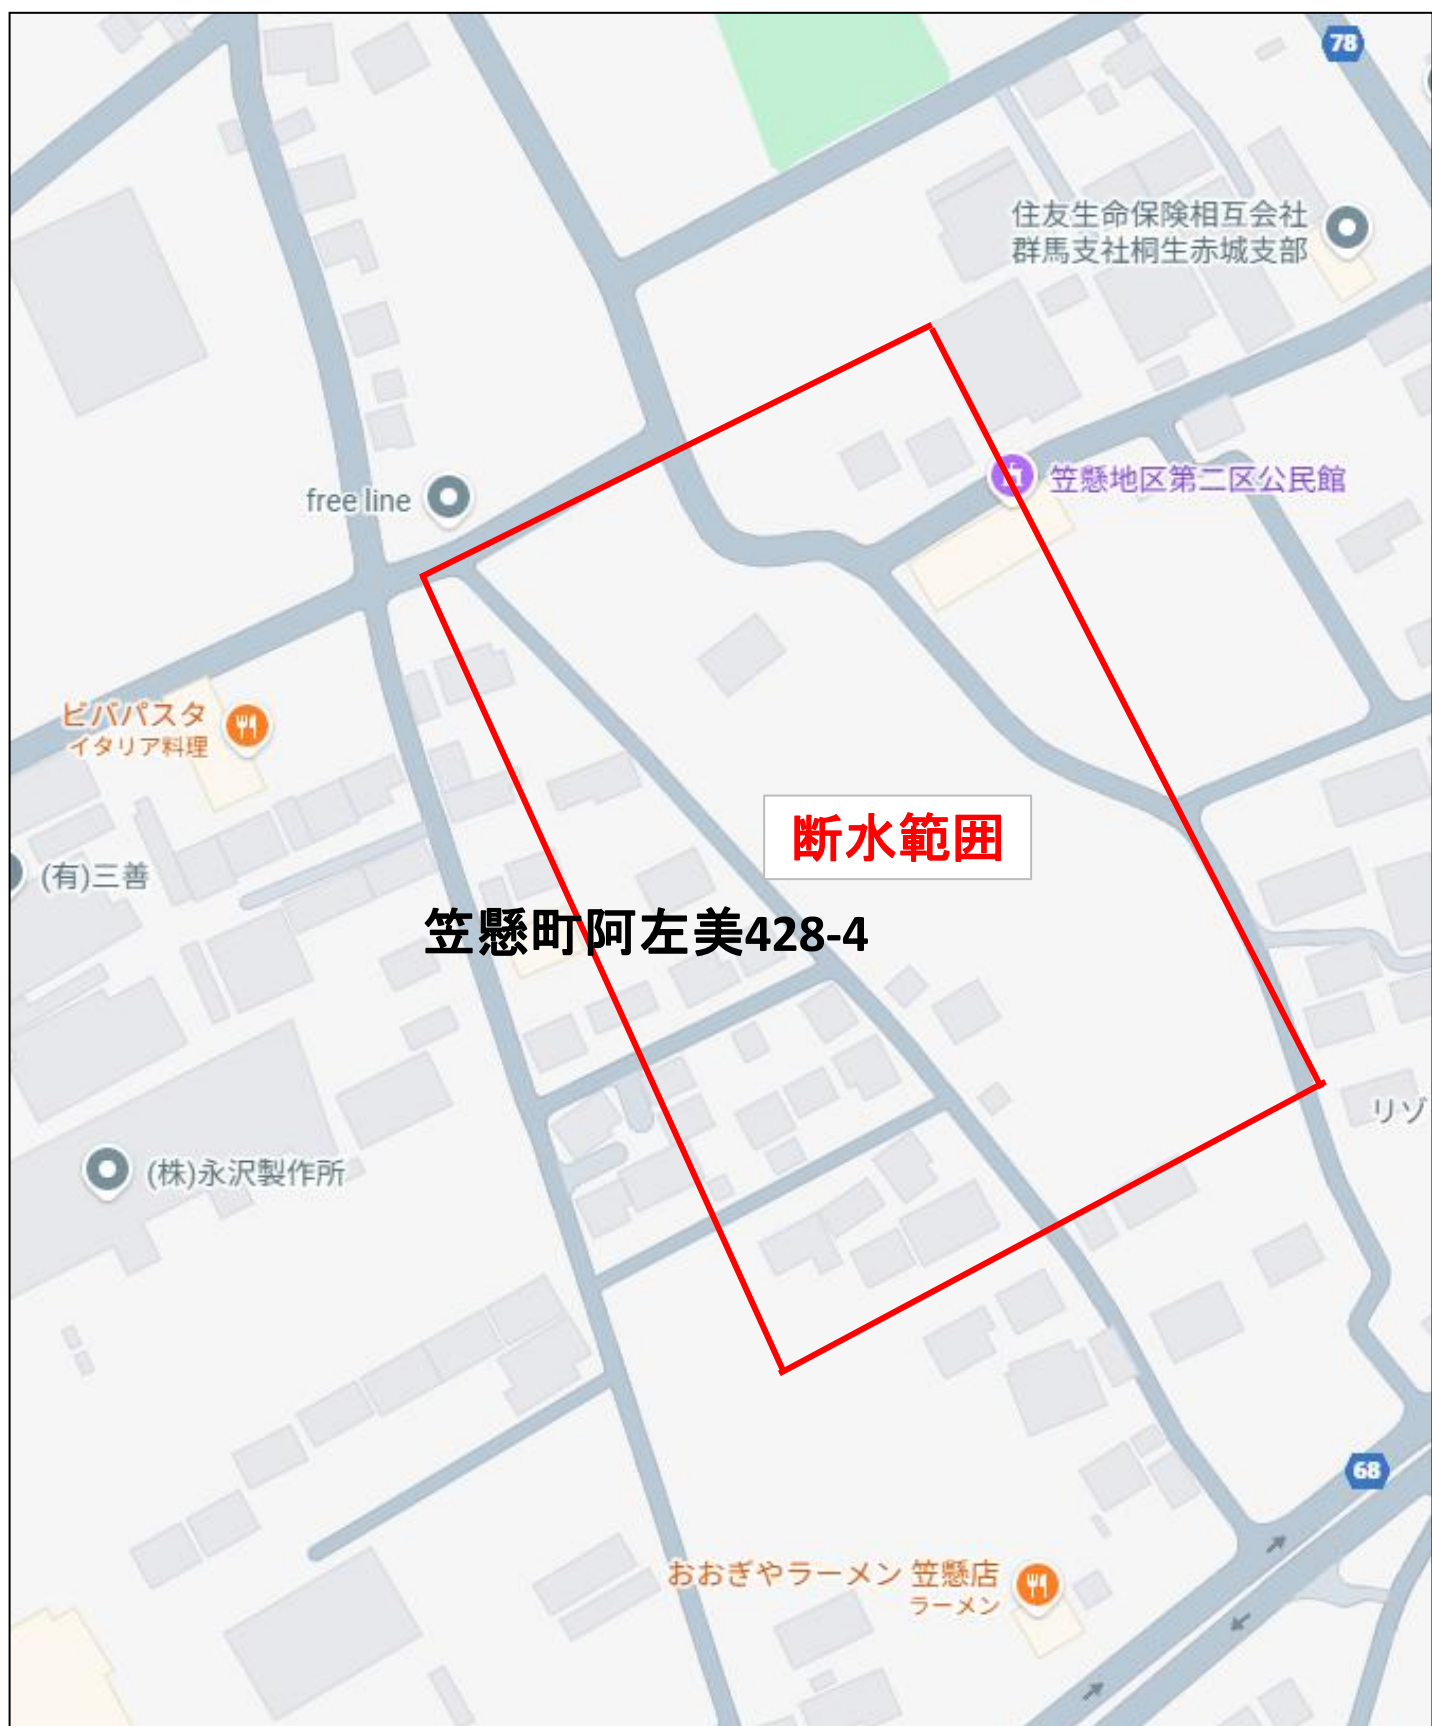 78
住友生命保険相互会社
群馬支社桐生赤城支部
笠懸地区第二区公民館
free line
ビバパスタ
イタリア料理
断水範囲
(有)三善
笠懸町阿左美428-4
リゾ
(株)永沢製作所
68
おおぎやラーメン 笠懸店
ラーメン